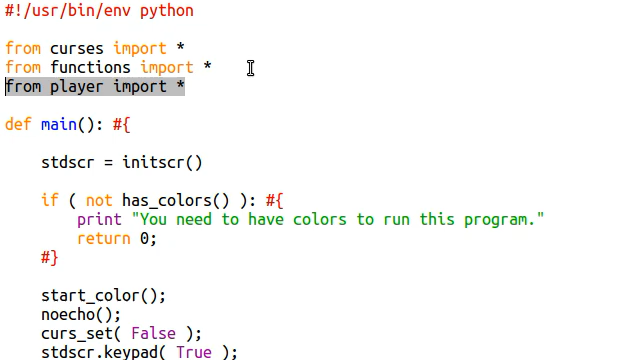 #!/usr/bin/env python
from curses import *
from functions import *
from player import *
def main(): #{
stdscr = initscr()
if ( not has_colors() ): #{
print "You need to have colors to run this program."
return 0;
#}
start_color();
noecho();
curs_set( False );
stdscr.keypad( True );